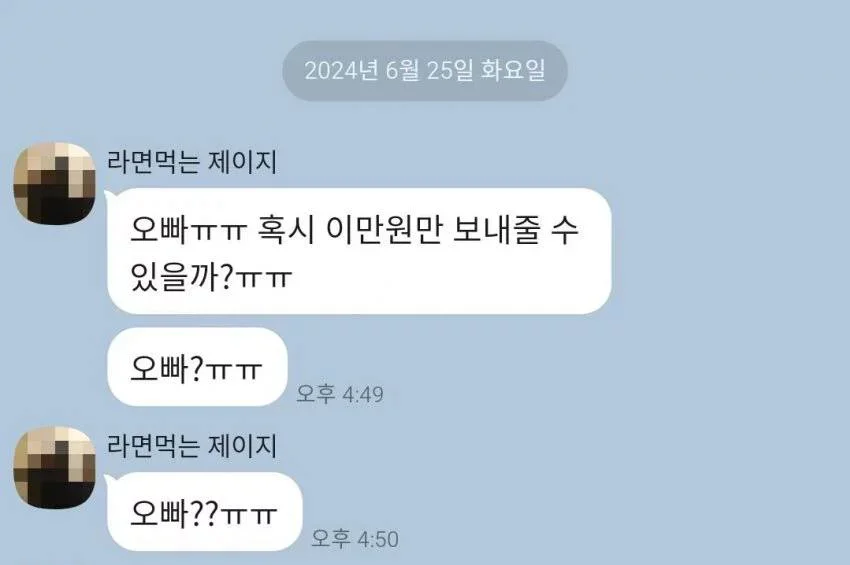 2024년 6월 25일 화요일
라면먹는 제이지
오빠ㅠㅠ 혹시 이만원만 보내줄 수
있을까?ㅠㅠ
오빠?ㅠㅠ
오후 4:49
라면먹는 제이지
오빠??ㅠㅠ
오후 4:50